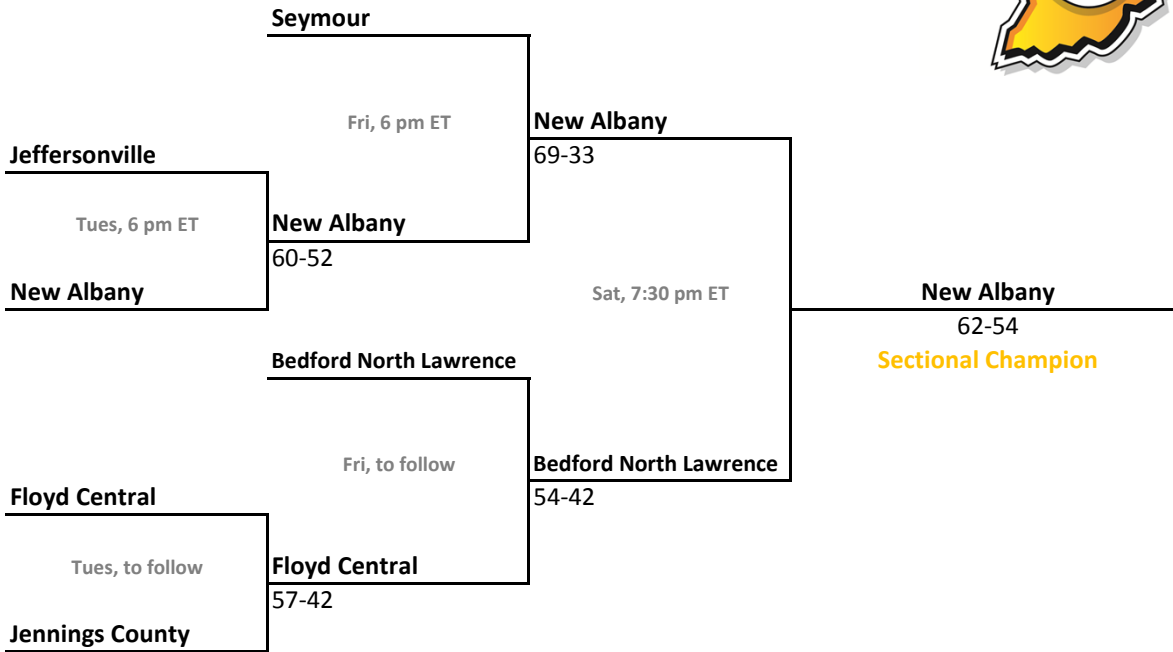 Seymour
Fri, 6 pm ET
New Albany
Jeffersonville
69-33
Tues, 6 pm ET
New Albany
60-52
New Albany
Sat, 7:30 pm ET
New Albany
62-54
Bedford North Lawrence
Sectional Champion
Fri, to follow
Bedford North Lawrence
Floyd Central
54-42
Tues, to follow
Floyd Central
57-42
Jennings County